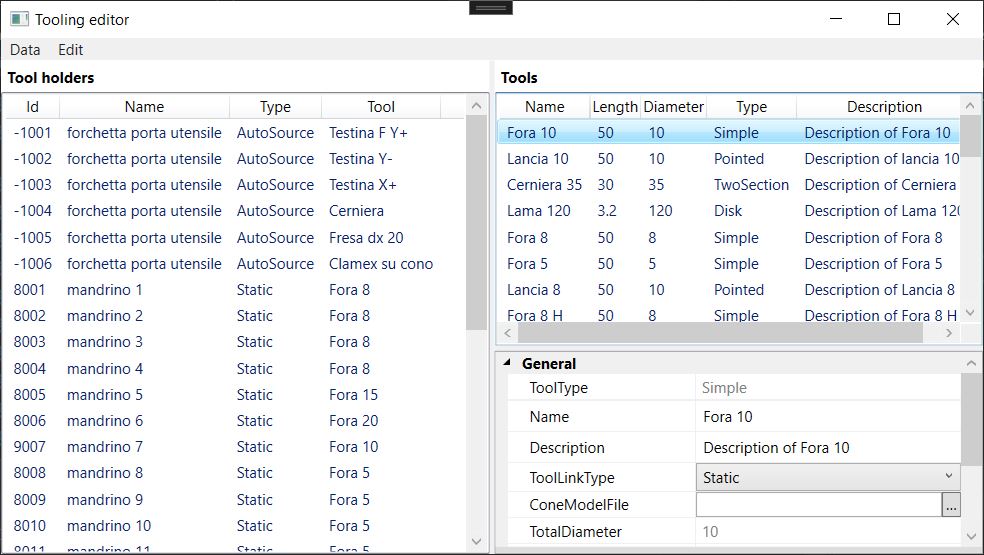 Tooling editor
Data Edit
Tool holders
Id Name Type Tool
-1001 forchetta porta utensile AutoSource Testina F Y+
-1002 forchetta porta utensile AutoSource Testina Y-
-1003 forchetta porta utensile AutoSource Testina X+
-1004 forchetta porta utensile AutoSource Cerniera
-1005 forchetta porta utensile AutoSource Fresa dx 20
-1006 forchetta porta utensile AutoSource Clamex su cono
8001 mandrino 1 Static Fora 8
8002 mandrino 2 Static Fora 8
8003 mandrino 3 Static Fora 8
8004 mandrino 4 Static Fora 8
8005 mandrino 5 Static Fora 15
8006 mandrino 6 Static Fora 20
9007 mandrino 7 Static Fora 10
8008 mandrino 8 Static Fora 5
8009 mandrino 9 Static Fora 5
8010 mandrino 10 Static Fora 5
8011 mandrino 11 Static Fora 5
Tools
Name Length Diameter Type Description
Fora 10 50 10 Simple Description of Fora 10
Lancia 10 50 10 Pointed Description of lancia 10
Cerniera 35 30 35 TwoSection Description of Cerniera
Lama 120 3.2 120 Disk Description of Lama 120
Fora 8 50 8 Simple Description of Fora 8
Fora 5 50 5 Simple Description of Fora 5
Lancia 8 50 10 Pointed Description of Lancia 8
Fora 8 H 50 8 Simple Description of Fora 8 H
General
ToolType Simple
Name Fora 10
Description Description of Fora 10
ToolLinkType Static
ConeModelFile ...
TotalDiameter 10